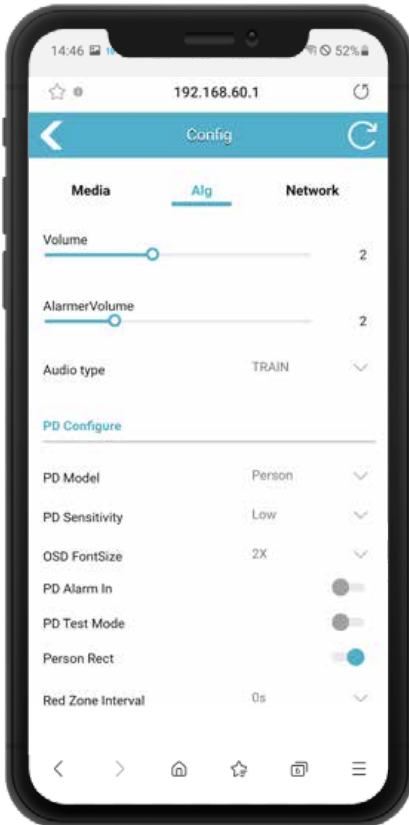 14:46 52%
192.168.60.1
Config
Media Alg Network
Volume
2
AlarmerVolume
2
Audio type TRAIN
PD Configure
PD Model Person
PD Sensitivity Low
OSD FontSize 2X
PD Alarm In
PD Test Mode
Person Rect
Red Zone Interval 0s
6